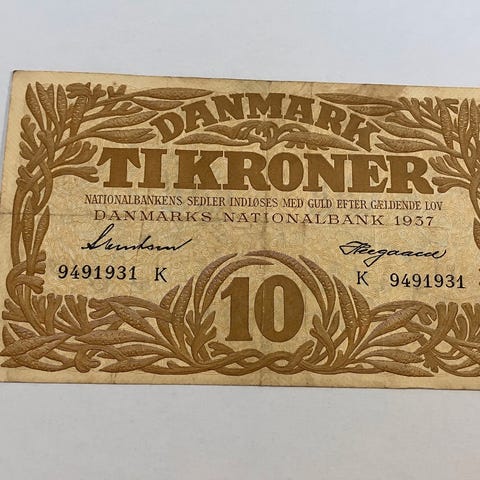 DANMARK
TI KRONER
NATIONALBANKENS SEDLER INDLØSES MED GULD EFTER GÆLDENDE LOV
DANMARKS NATIONALBANK 1937
9491931 K K 9491931
10